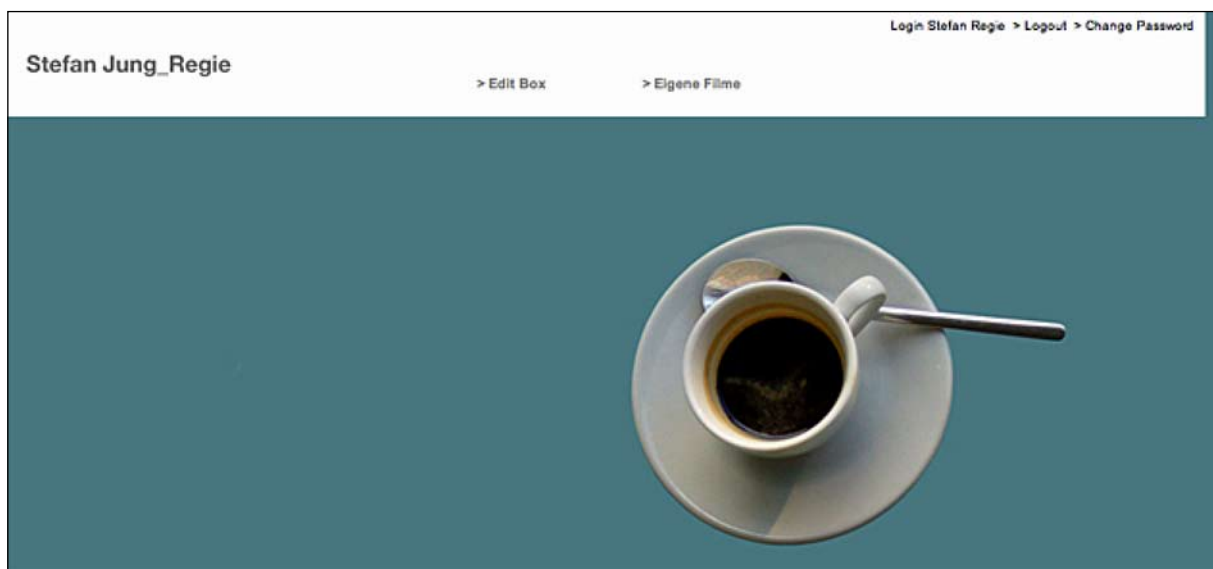 Login Stefan Regie > Logout > Change Password
Stefan Jung_Regie
> Edit Box > Eigene Filme